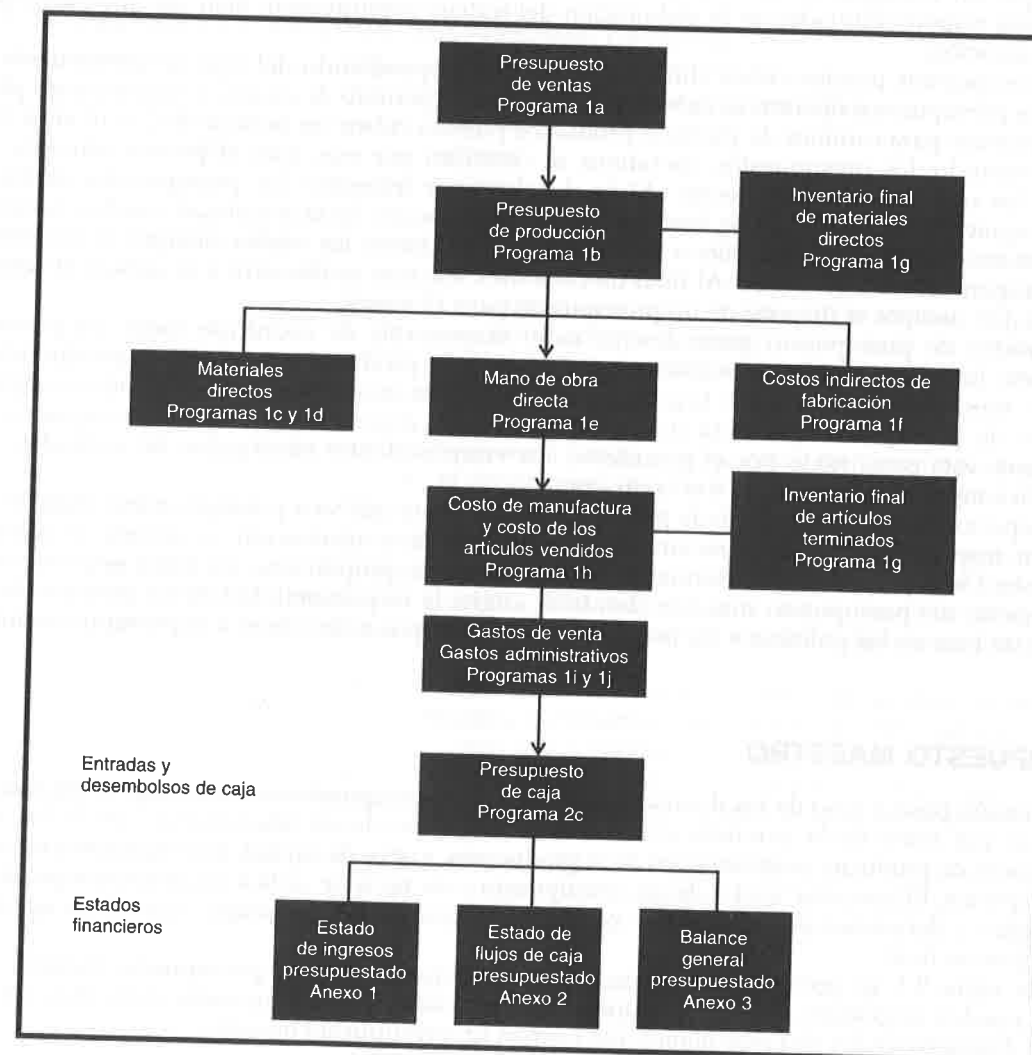 Presupuesto
de ventas
Programa 1a
Presupuesto
de producción
Programa 1b
Inventario final
de materiales
directos
Programa 1g
Materiales
directos
Programas 1c y 1d
Mano de obra
directa
Programa 1e
Costos indirectos de
fabricación
Programa 1f
Costo de manufactura
y costo de los
artículos vendidos
Programa 1h
Inventario final
de artículos
terminados
Programa 1g
Gastos de venta
Gastos administrativos
Programas 1i y 1j
Entradas y
desembolsos de caja
Presupuesto
de caja
Programa 2c
Estados
financieros
Estado
de ingresos
presupuestado
Anexo 1
Estado de
flujos de caja
presupuestado
Anexo 2
Balance
general
presupuestado
Anexo 3